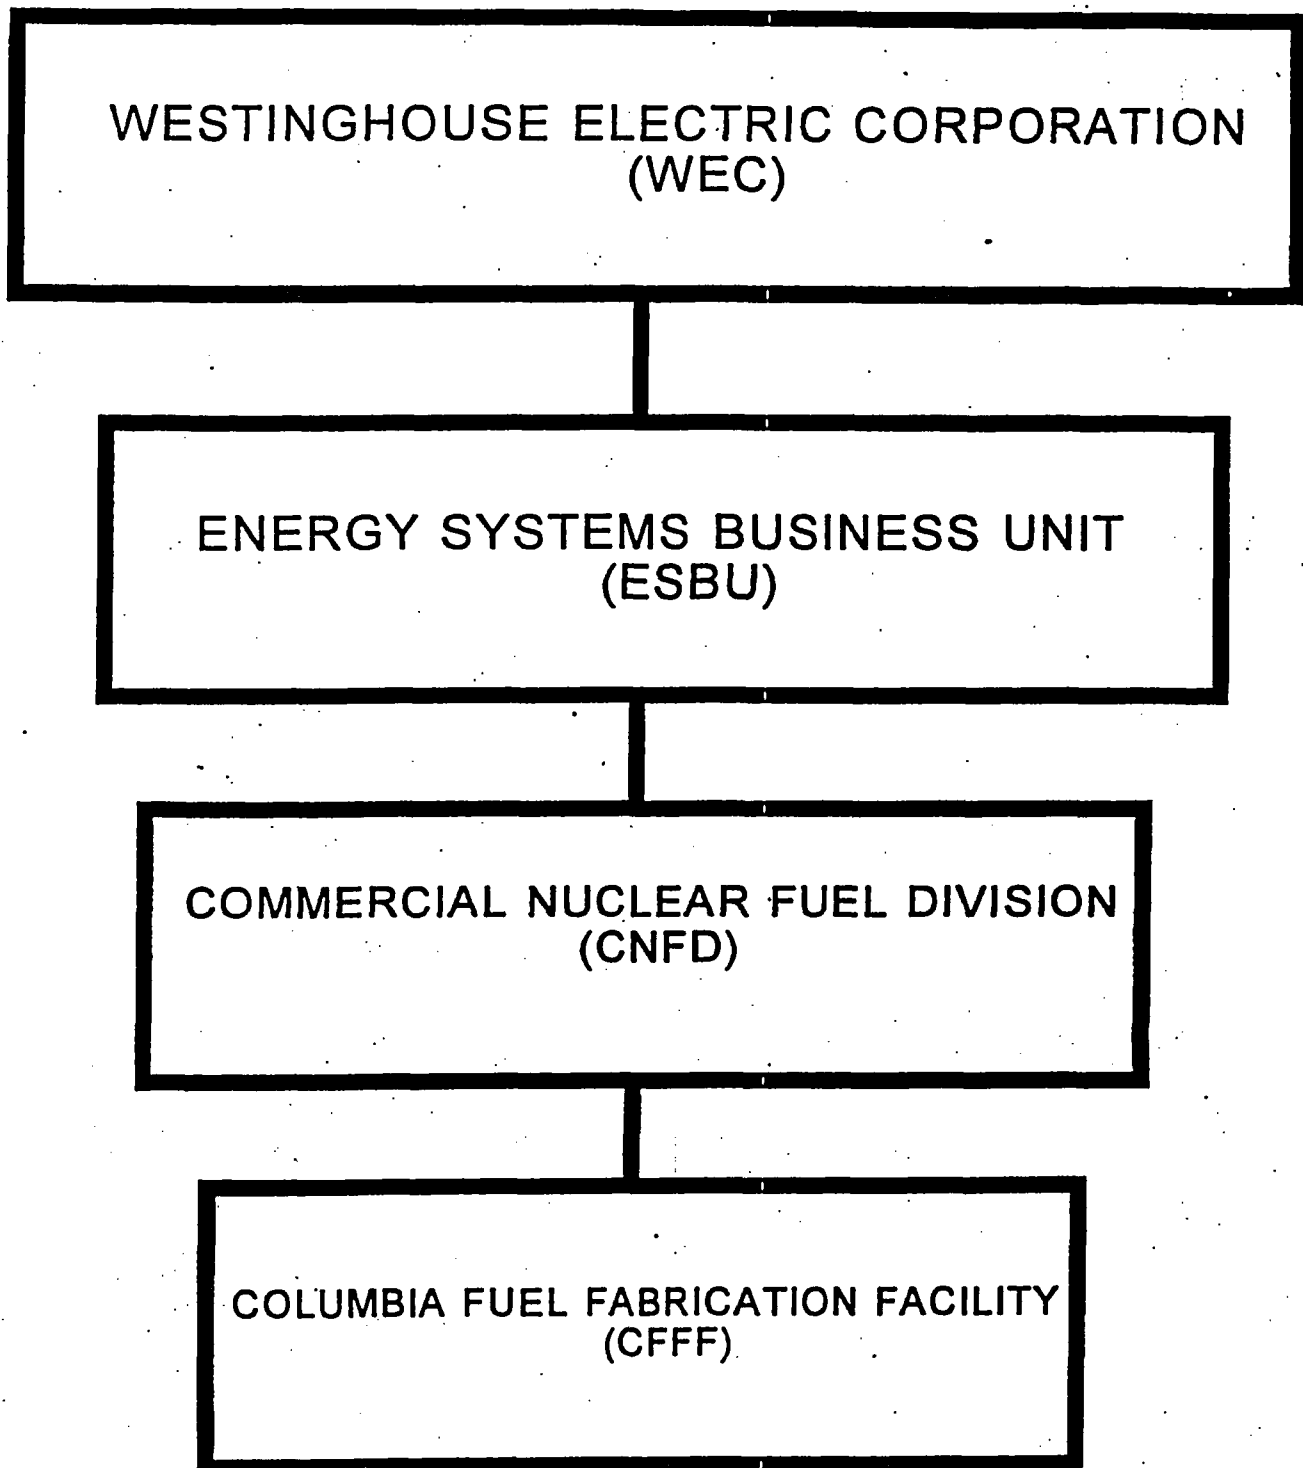 WESTINGHOUSE ELECTRIC CORPORATION
(WEC)
ENERGY SYSTEMS BUSINESS UNIT
(ESBU)
COMMERCIAL NUCLEAR FUEL DIVISION
(CNFD)
COLUMBIA FUEL FABRICATION FACILITY
(CFFF)